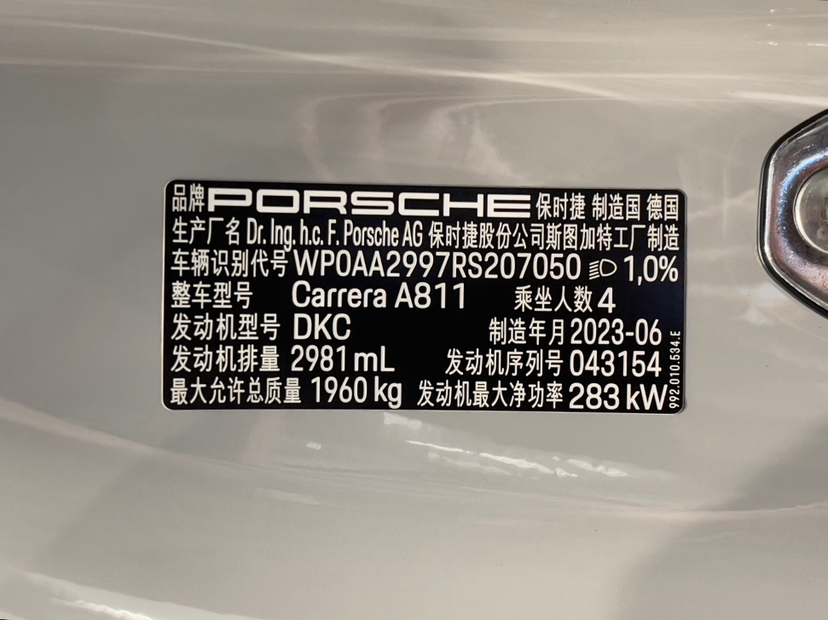 品牌 PORSCHE 保时捷 制造国 德国
生产厂名 Dr. Ing. h.c. F. Porsche AG 保时捷股份公司斯图加特工厂制造
车辆识别代号 WP0AA2997RS207050 1,0%
整车型号 Carrera A811 乘坐人数 4
发动机型号 DKC 制造年月 2023-06
发动机排量 2981 mL 发动机序列号 043154
最大允许总质量 1960 kg 发动机最大净功率 283 kW
992.010.534.E